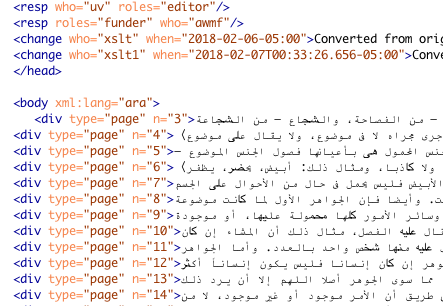 <resp who="uv" roles="editor"/>
<resp roles="funder" who="awmf"/>
<change who="xslt" when="2018-02-06-05:00">Converted from orig
<change who="xslt1" when="2018-02-07T00:33:26.656-05:00">Conve
</head>
<body xml:lang="ara">
<div type="page" n="3">من الفصاحة، والشجاع – من الشجاعة –
<div type="page" n="4"> (جرى مجراه لا فى موضوع، ولا يقال على موضوع
<div type="page" n="5"> – نس المحمول هى بأعيانها فصول الجنس الموضوع
<div type="page" n="6"> (ولا كاذبا، ومثال ذلك: أبيض، يحضر، يظفر
<div type="page" n="7">الأبيض فليس يحمل فى حال من الأحوال على الجسم
<div type="page" n="8">ت. وأيضا فإن الجواهر الأول لما كانت موضوعة
<div type="page" n="9">وسائر الأمور كلها محمولة عليها، أو موجودة
<div type="page" n="10">قال عليه الفصل، مثال ذلك أن المشاء إن كان
<div type="page" n="11">عليه منها شخص واحد بالعدد. وأما الجواهر
<div type="page" n="12">وهر إن كان إنسانا فليس يكون إنسانا أكثر
<div type="page" n="13">مما سوى الجوهر أصلا اللهم إلا أن يرد ذلك
<div type="page" n="14">طريق أن الأمر موجود أو غير موجود، لا من